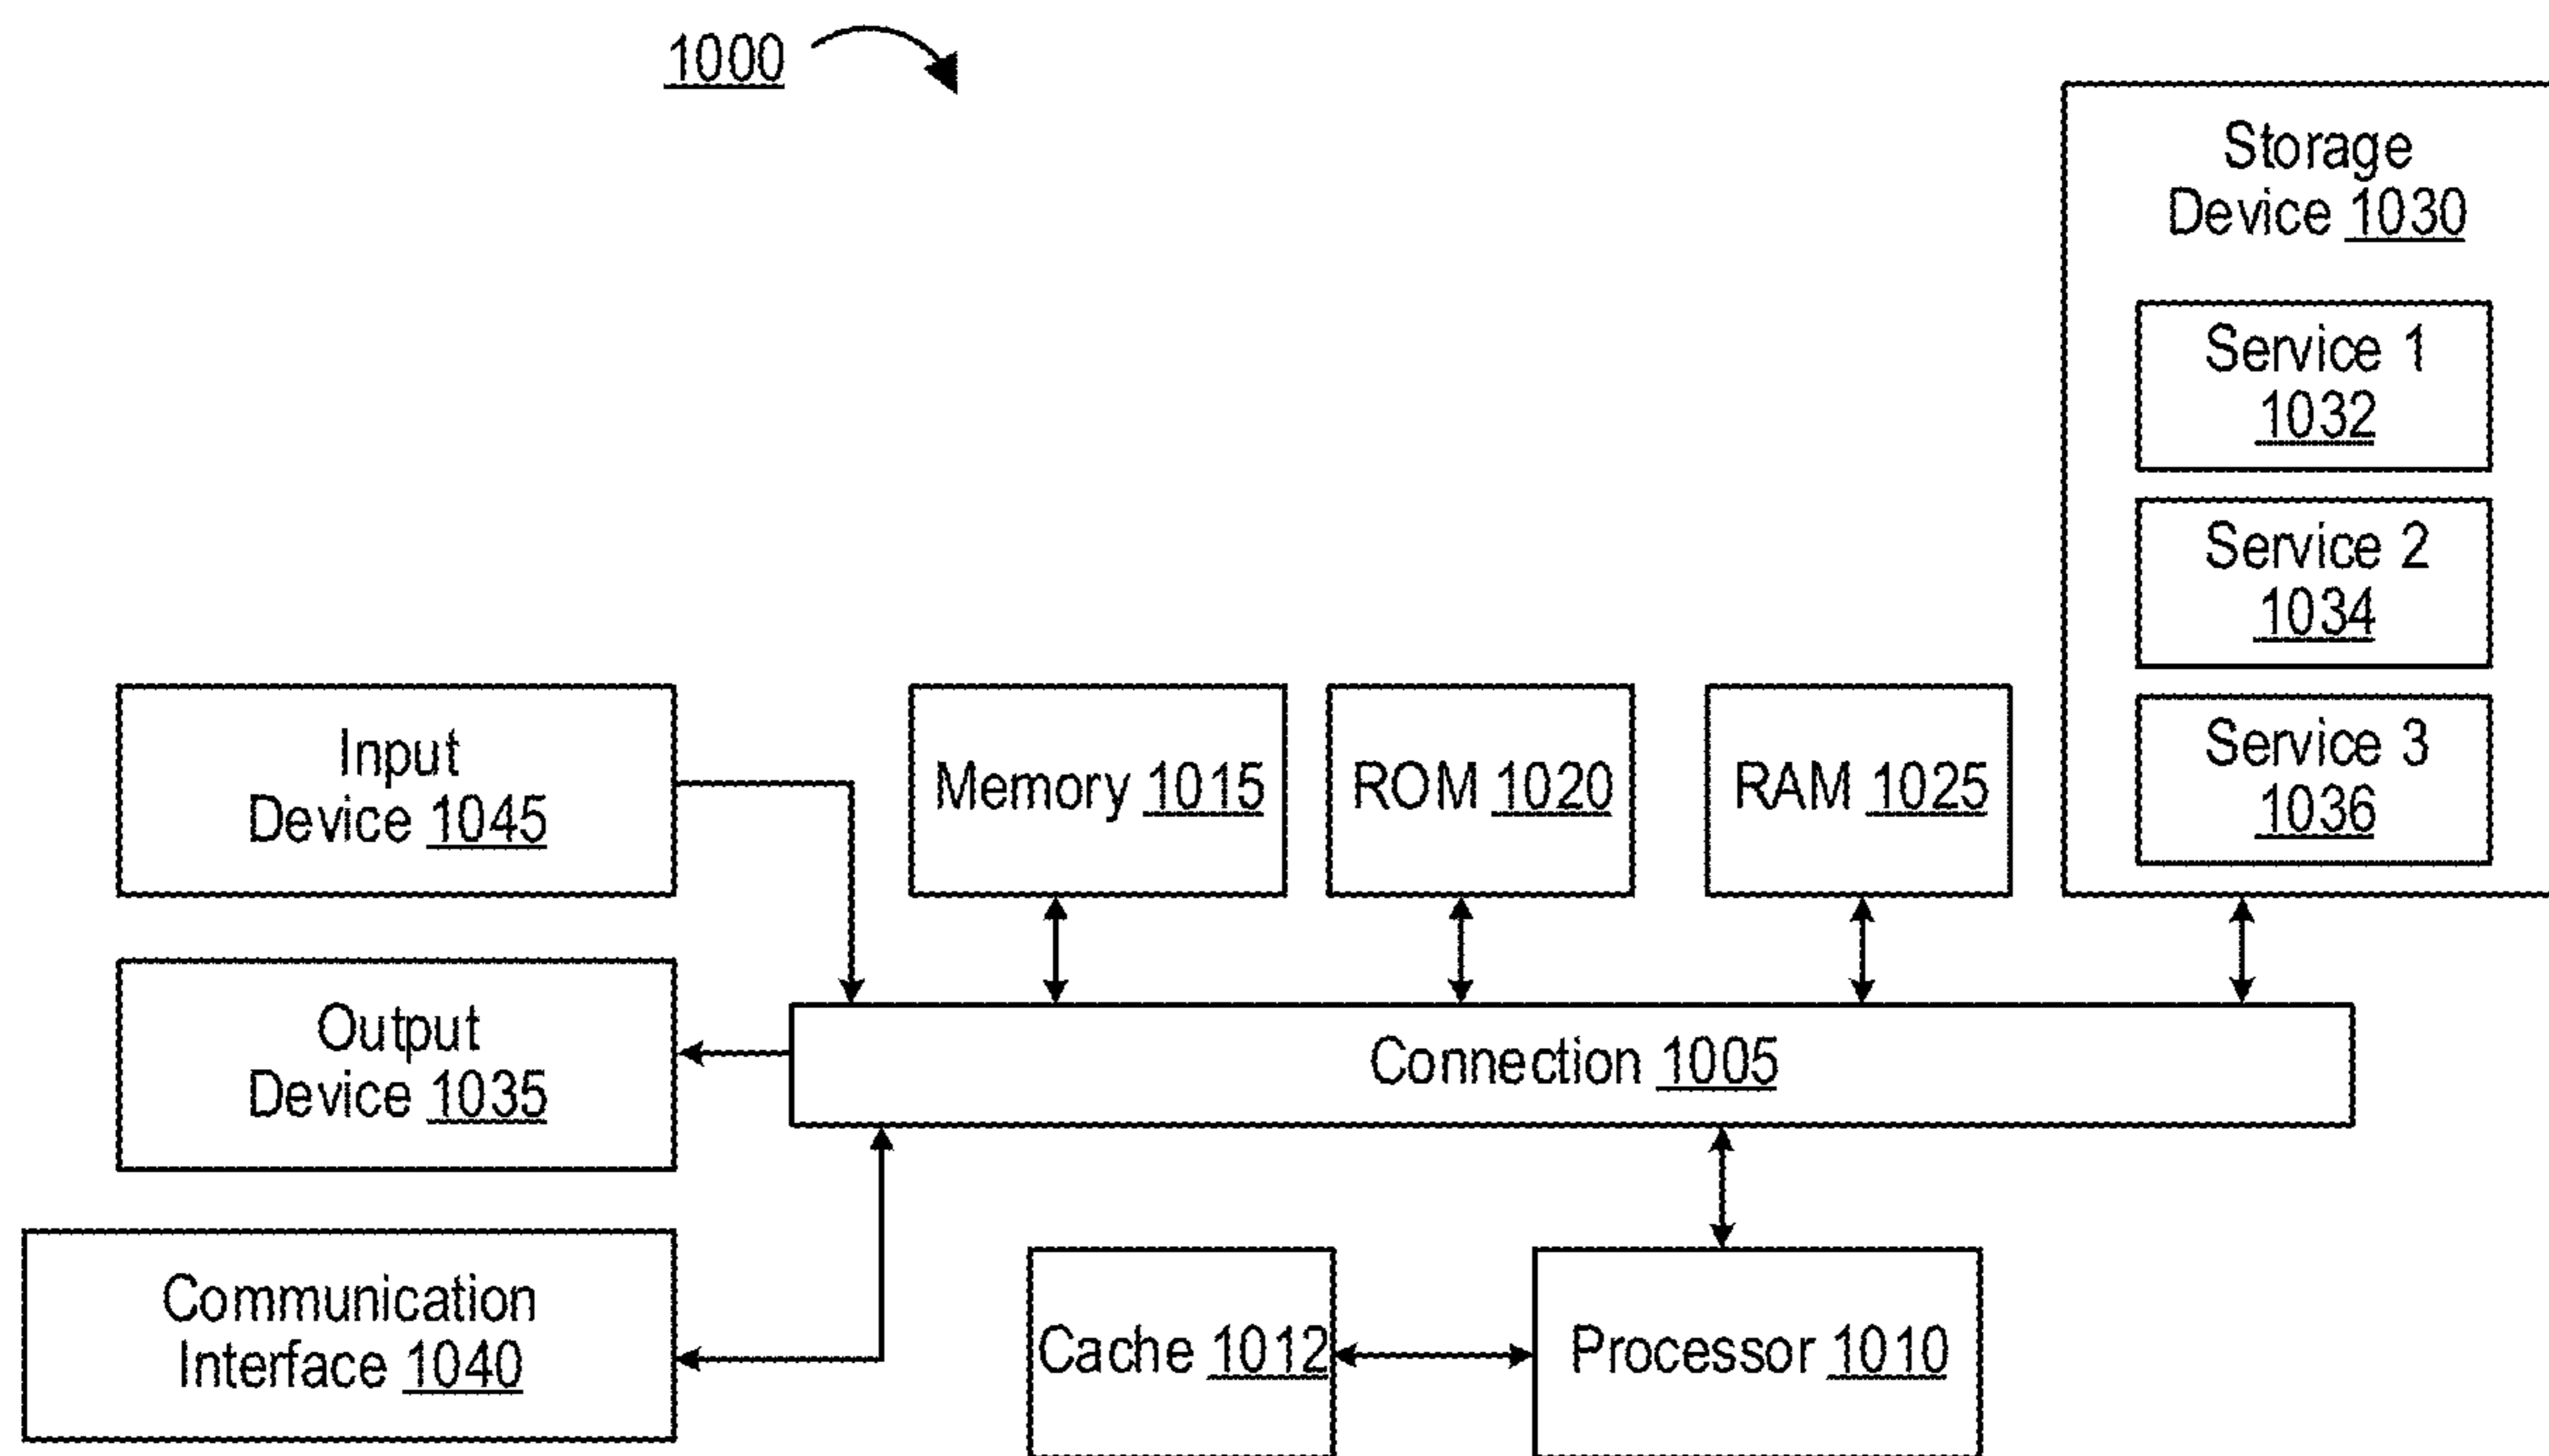 1000
Storage
Device 1030
Service 1
1032
Service 2
1034
Service 3
1036
Input
Device 1045
Memory 1015
ROM 1020
RAM 1025
Output
Device 1035
Connection 1005
Communication
Interface 1040
Cache 1012
Processor 1010